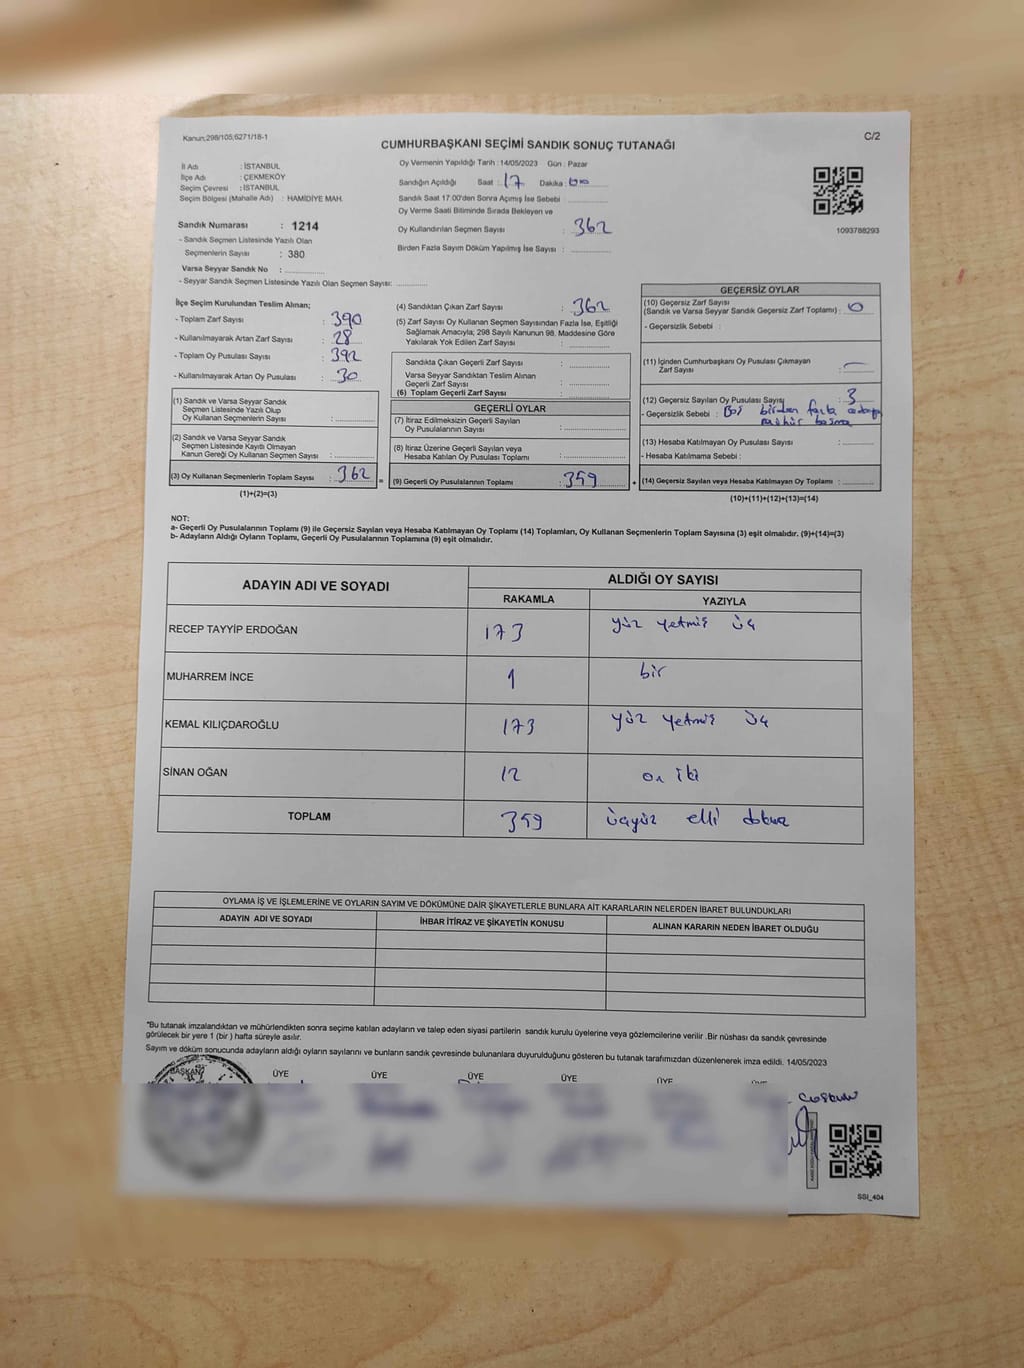 Kanun;298/105;6271/18-1
C/2
CUMHURBAŞKANI SEÇİMİ SANDIK SONUÇ TUTANAĞI
İl Adı : İSTANBUL
İlçe Adı : ÇEKMEKÖY
Seçim Çevresi : İSTANBUL
Seçim Bölgesi (Mahalle Adı) : HAMİDİYE MAH.
Sandık Numarası : 1214
- Sandık Seçmen Listesinde Yazılı Olan
Seçmenlerin Sayısı : 380
Varsa Seyyar Sandık No :
- Seyyar Sandık Seçmen Listesinde Yazılı Olan Seçmen Sayısı:
Oy Vermenin Yapıldığı Tarih : 14/05/2023 Gün : Pazar
Sandığın Açıldığı Saat : 17 Dakika :
Sandık Saat 17:00'den Sonra Açımış İse Sebebi :
Oy Verme Saati Bitiminde Sırada Bekleyen ve
Oy Kullandırılan Seçmen Sayısı : 362
Birden Fazla Sayım Döküm Yapılmış İse Sayısı :
1093788293
İlçe Seçim Kurulundan Teslim Alınan;
- Toplam Zarf Sayısı : 390
- Kullanılmayarak Artan Zarf Sayısı : 28
- Toplam Oy Pusulası Sayısı : 392
- Kullanılmayarak Artan Oy Pusulası : 30
(1) Sandık ve Varsa Seyyar Sandık
Seçmen Listesinde Yazılı Olup
Oy Kullanan Seçmenlerin Sayısı :
(2) Sandık ve Varsa Seyyar Sandık
Seçmen Listesinde Kayıtlı Olmayan
Kanun Gereği Oy Kullanan Seçmen Sayısı :
(3) Oy Kullanan Seçmenlerin Toplam Sayısı : 362 =
(1)+(2)=(3)
(4) Sandıktan Çıkan Zarf Sayısı : 362
(5) Zarf Sayısı Oy Kullanan Seçmen Sayısından Fazla İse, Eşitliği
Sağlamak Amacıyla; 298 Sayılı Kanunun 98. Maddesine Göre
Yakılarak Yok Edilen Zarf Sayısı :
Sandıkta Çıkan Geçerli Zarf Sayısı :
Varsa Seyyar Sandıktan Teslim Alınan
Geçerli Zarf Sayısı :
(6) Toplam Geçerli Zarf Sayısı :
GEÇERLİ OYLAR
(7) İtiraz Edilmeksizin Geçerli Sayılan
Oy Pusulalarının Sayısı :
(8) İtiraz Üzerine Geçerli Sayılan veya
Hesaba Katılan Oy Pusulası Toplamı :
(9) Geçerli Oy Pusulalarının Toplamı : 359 +
GEÇERSİZ OYLAR
(10) Geçersiz Zarf Sayısı
(Sandık ve Varsa Seyyar Sandık Geçersiz Zarf Toplamı) : 0
- Geçersizlik Sebebi :
(11) İçinden Cumhurbaşkanı Oy Pusulası Çıkmayan
Zarf Sayısı :
(12) Geçersiz Sayılan Oy Pusulası Sayısı : 3
- Geçersizlik Sebebi : birden fazla
mühür basma
(13) Hesaba Katılmayan Oy Pusulası Sayısı :
- Hesaba Katılmama Sebebi :
(14) Geçersiz Sayılan veya Hesaba Katılmayan Oy Toplamı :
(10)+(11)+(12)+(13)=(14)
NOT:
a- Geçerli Oy Pusulalarının Toplamı (9) ile Geçersiz Sayılan veya Hesaba Katılmayan Oy Toplamı (14) Toplamları, Oy Kullanan Seçmenlerin Toplam Sayısına (3) eşit olmalıdır. (9)+(14)=(3)
b- Adayların Aldığı Oyların Toplamı, Geçerli Oy Pusulalarının Toplamına (9) eşit olmalıdır.
ADAYIN ADI VE SOYADI ALDIĞI OY SAYISI
RAKAMLA YAZIYLA
RECEP TAYYİP ERDOĞAN 173 yüz yetmiş üç
MUHARREM İNCE 1 bir
KEMAL KILIÇDAROĞLU 173 yüz yetmiş üç
SİNAN OĞAN 12 on iki
TOPLAM 359 üçyüz elli dokuz
OYLAMA İŞ VE İŞLEMLERİNE VE OYLARIN SAYIM VE DÖKÜMÜNE DAİR ŞİKAYETLERLE BUNLARA AİT KARARLARIN NELERDEN İBARET BULUNDUKLARI
ADAYIN ADI VE SOYADI İHBAR İTİRAZ VE ŞİKAYETİN KONUSU ALINAN KARARIN NEDEN İBARET OLDUĞU
"Bu tutanak imzalandıktan ve mühürlendikten sonra seçime katılan adayların ve talep eden siyasi partilerin sandık kurulu üyelerine veya gözlemcilerine verilir .Bir nüshası da sandık çevresinde
görülecek bir yere 1 (bir ) hafta süreyle asılır.
Sayım ve döküm sonucunda adayların aldığı oyların sayılarını ve bunların sandık çevresinde bulunanlara duyurulduğunu gösteren bu tutanak tarafımızdan düzenlenerek imza edildi. 14/05/2023
BAŞKAN ÜYE ÜYE ÜYE ÜYE ÜYE ÜYE
SSI_404